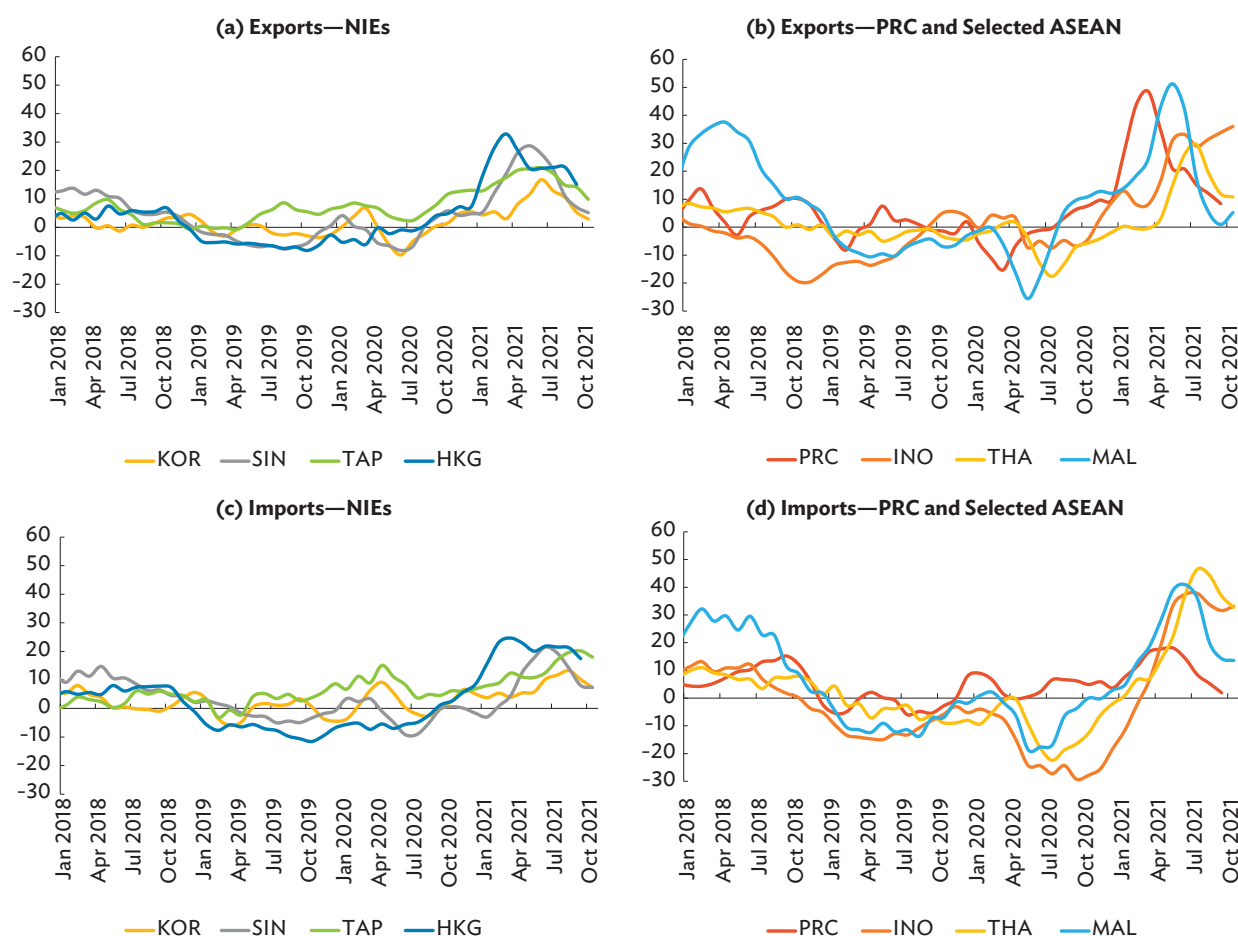 (a) Exports—NIEs
60
50
40
30
20
10
0
–10
–20
–30
Jan 2018
Apr 2018
Jul 2018
Oct 2018
Jan 2019
Apr 2019
Jul 2019
Oct 2019
Jan 2020
Apr 2020
Jul 2020
Oct 2020
Jan 2021
Apr 2021
Jul 2021
Oct 2021
KOR SIN TAP HKG
(b) Exports—PRC and Selected ASEAN
60
50
40
30
20
10
0
–10
–20
–30
Jan 2018
Apr 2018
Jul 2018
Oct 2018
Jan 2019
Apr 2019
Jul 2019
Oct 2019
Jan 2020
Apr 2020
Jul 2020
Oct 2020
Jan 2021
Apr 2021
Jul 2021
Oct 2021
PRC INO THA MAL
(c) Imports—NIEs
60
50
40
30
20
10
0
–10
–20
–30
Jan 2018
Apr 2018
Jul 2018
Oct 2018
Jan 2019
Apr 2019
Jul 2019
Oct 2019
Jan 2020
Apr 2020
Jul 2020
Oct 2020
Jan 2021
Apr 2021
Jul 2021
Oct 2021
KOR SIN TAP HKG
(d) Imports—PRC and Selected ASEAN
60
50
40
30
20
10
0
–10
–20
–30
Jan 2018
Apr 2018
Jul 2018
Oct 2018
Jan 2019
Apr 2019
Jul 2019
Oct 2019
Jan 2020
Apr 2020
Jul 2020
Oct 2020
Jan 2021
Apr 2021
Jul 2021
Oct 2021
PRC INO THA MAL